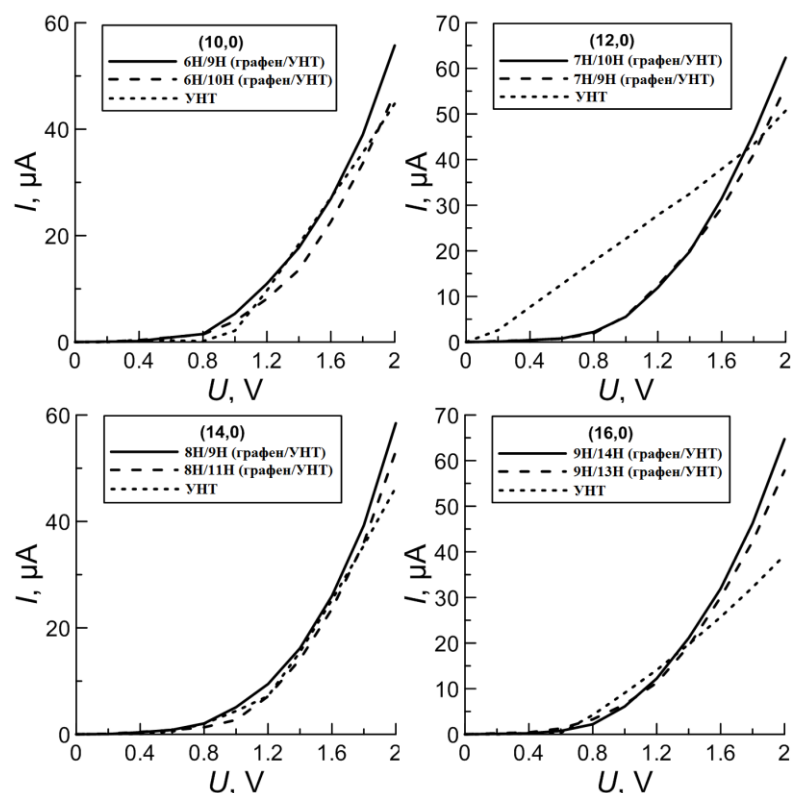 (10,0)
6H/9H (графен/УНТ)
6H/10H (графен/УНТ)
УНТ
60
40
20
0
I, µA
0 0.4 0.8 1.2 1.6 2
U, V
(12,0)
7H/10H (графен/УНТ)
7H/9H (графен/УНТ)
УНТ
70
60
50
40
30
20
10
0
I, µA
0 0.4 0.8 1.2 1.6 2
U, V
(14,0)
8H/9H (графен/УНТ)
8H/11H (графен/УНТ)
УНТ
60
40
20
0
I, µA
0 0.4 0.8 1.2 1.6 2
U, V
(16,0)
9H/14H (графен/УНТ)
9H/13H (графен/УНТ)
УНТ
70
60
50
40
30
20
10
0
I, µA
0 0.4 0.8 1.2 1.6 2
U, V